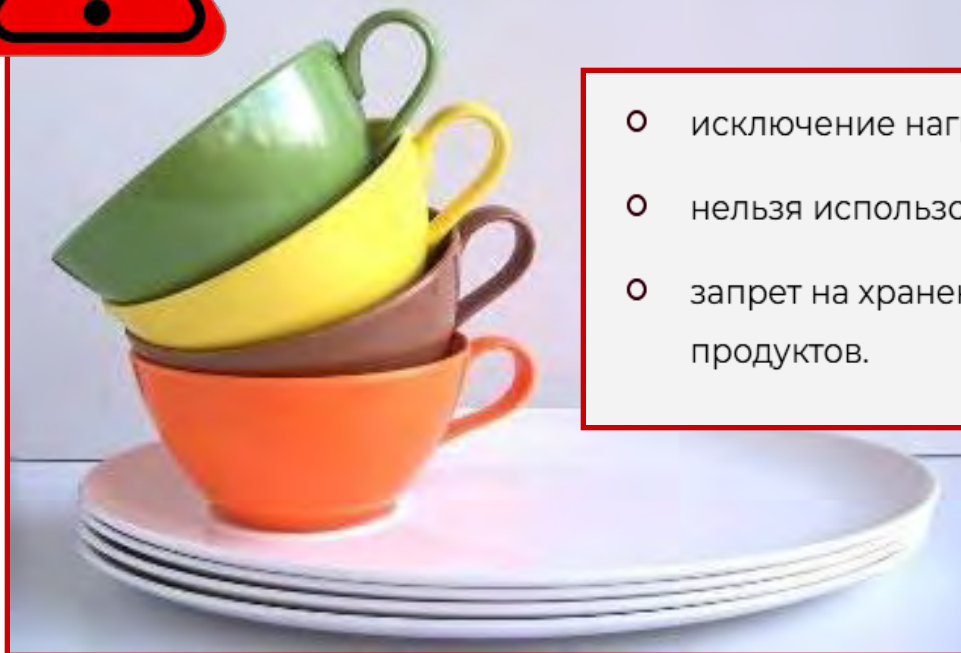 исключение
нельзя
запрет на
продуктов.